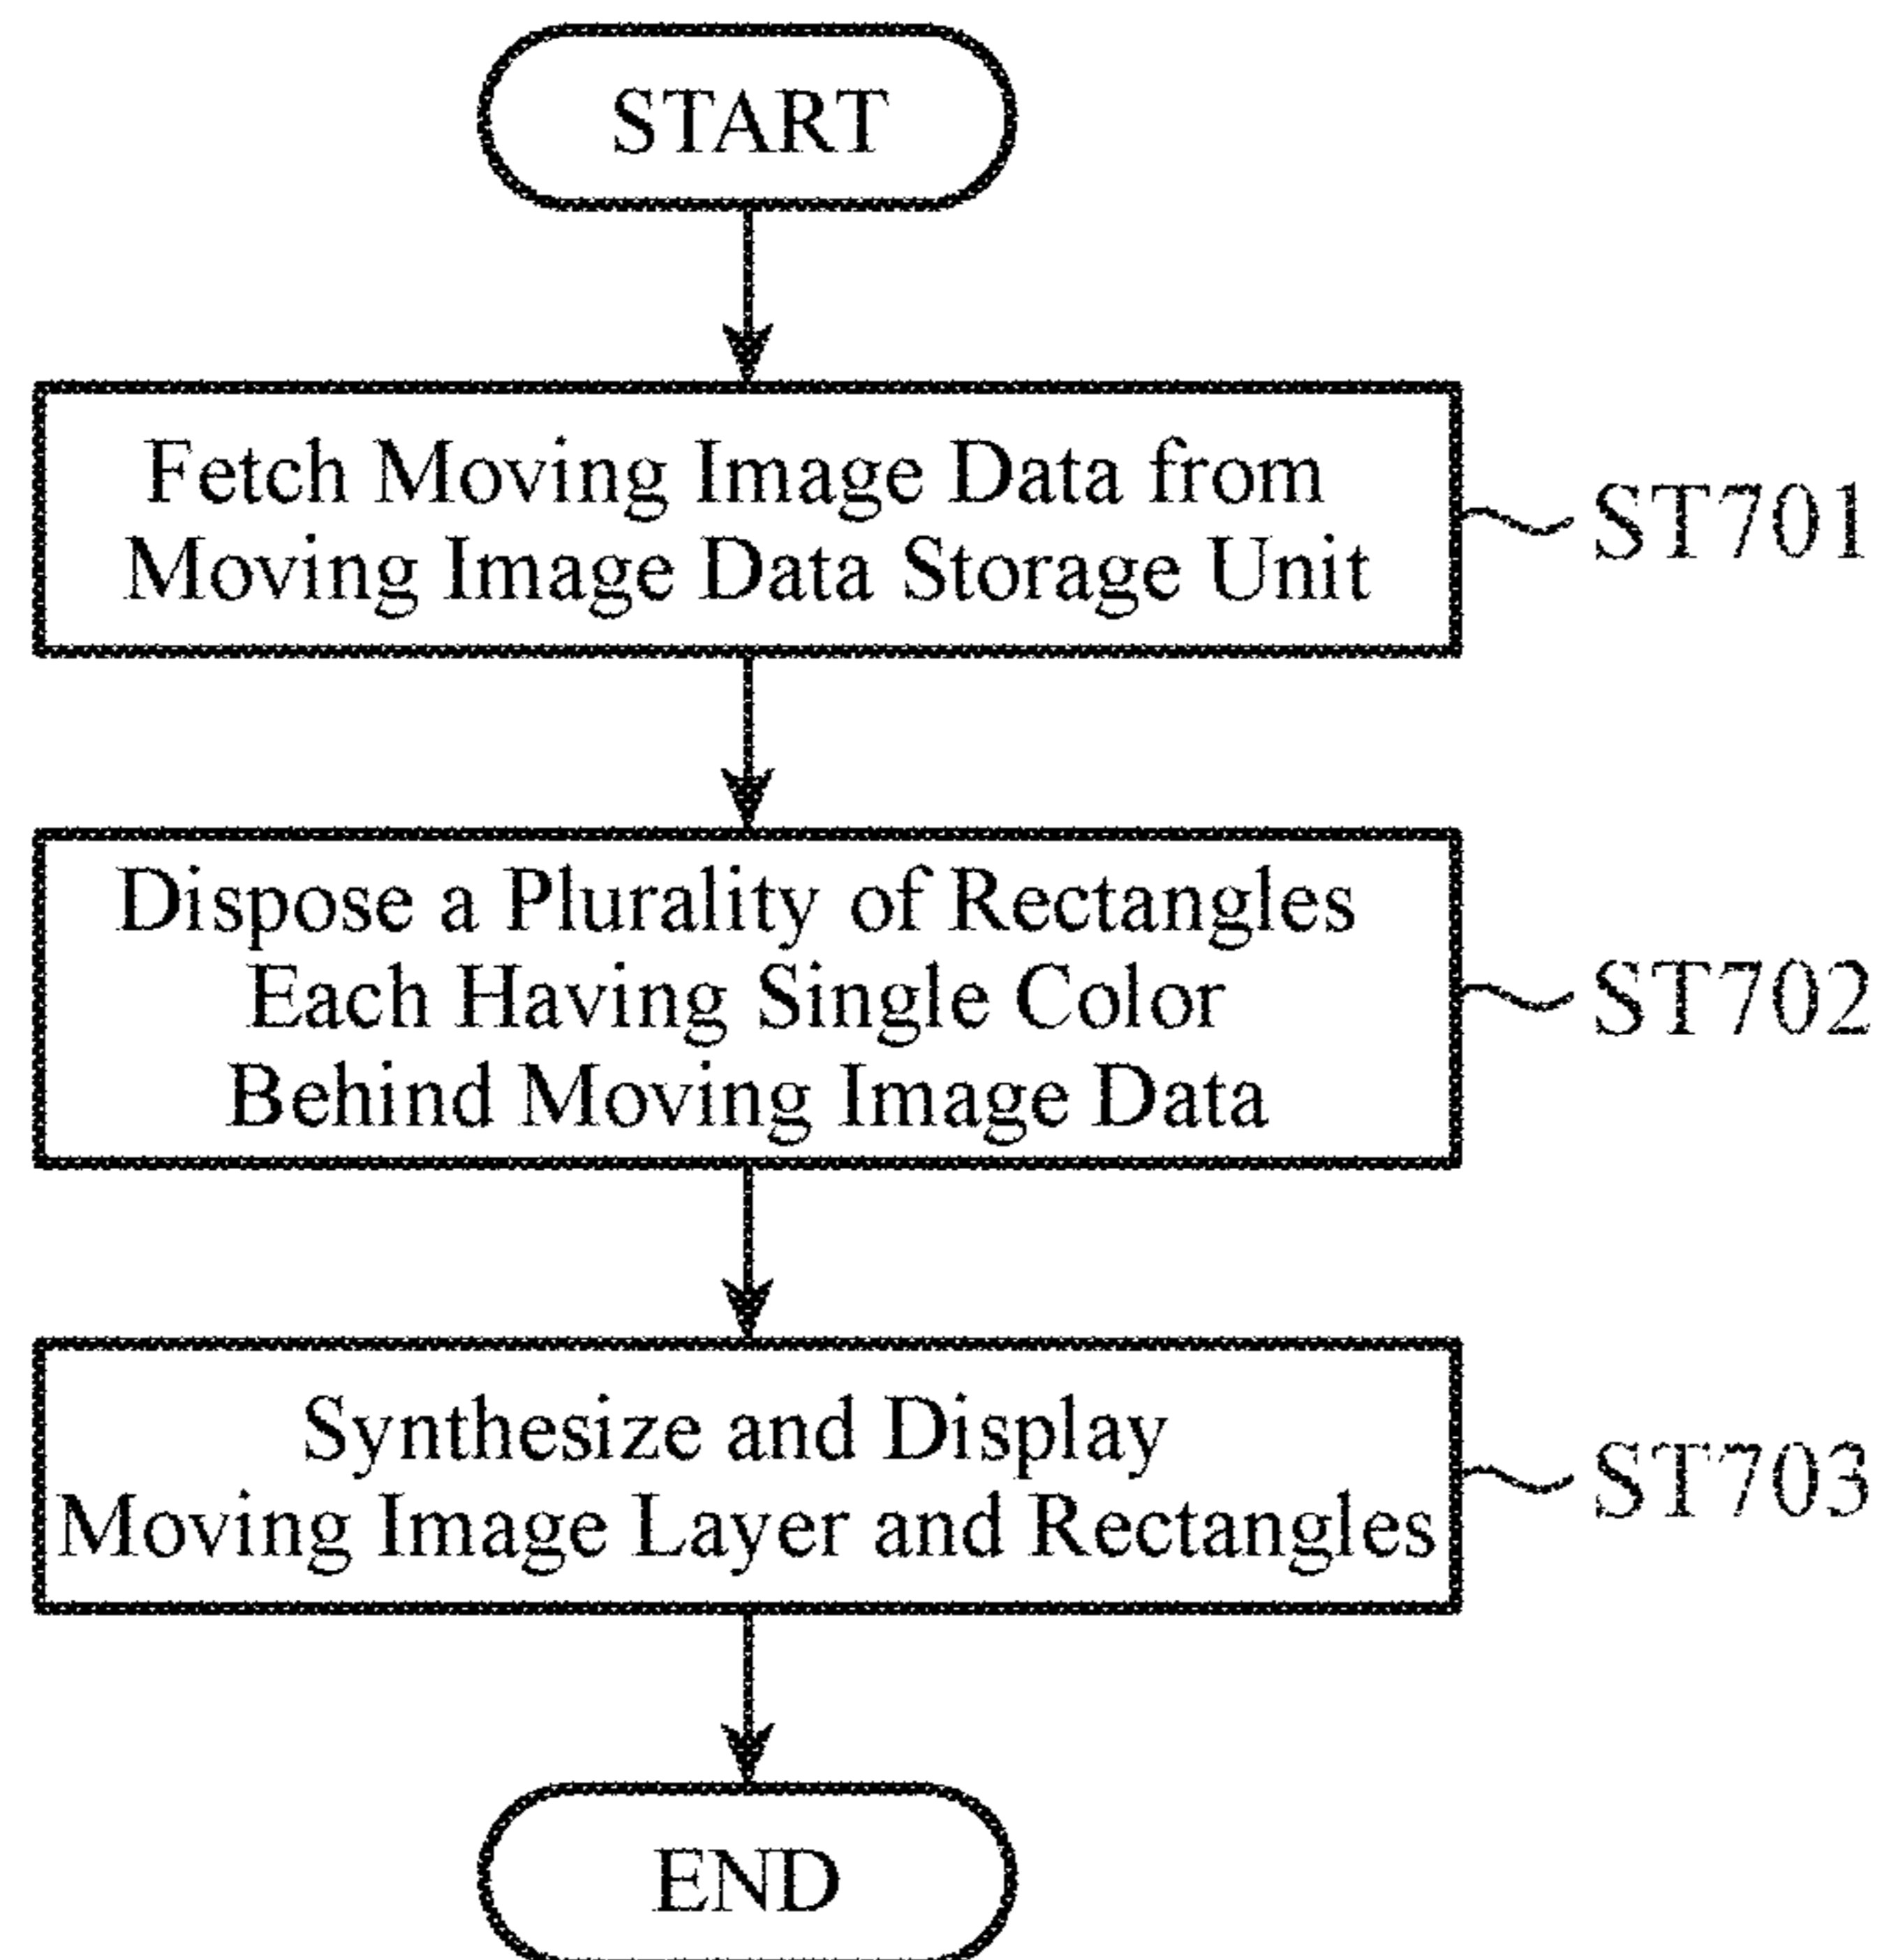 START
Fetch Moving Image Data from
Moving Image Data Storage Unit
ST701
Dispose a Plurality of Rectangles
Each Having Single Color
Behind Moving Image Data
ST702
Synthesize and Display
Moving Image Layer and Rectangles
ST703
END